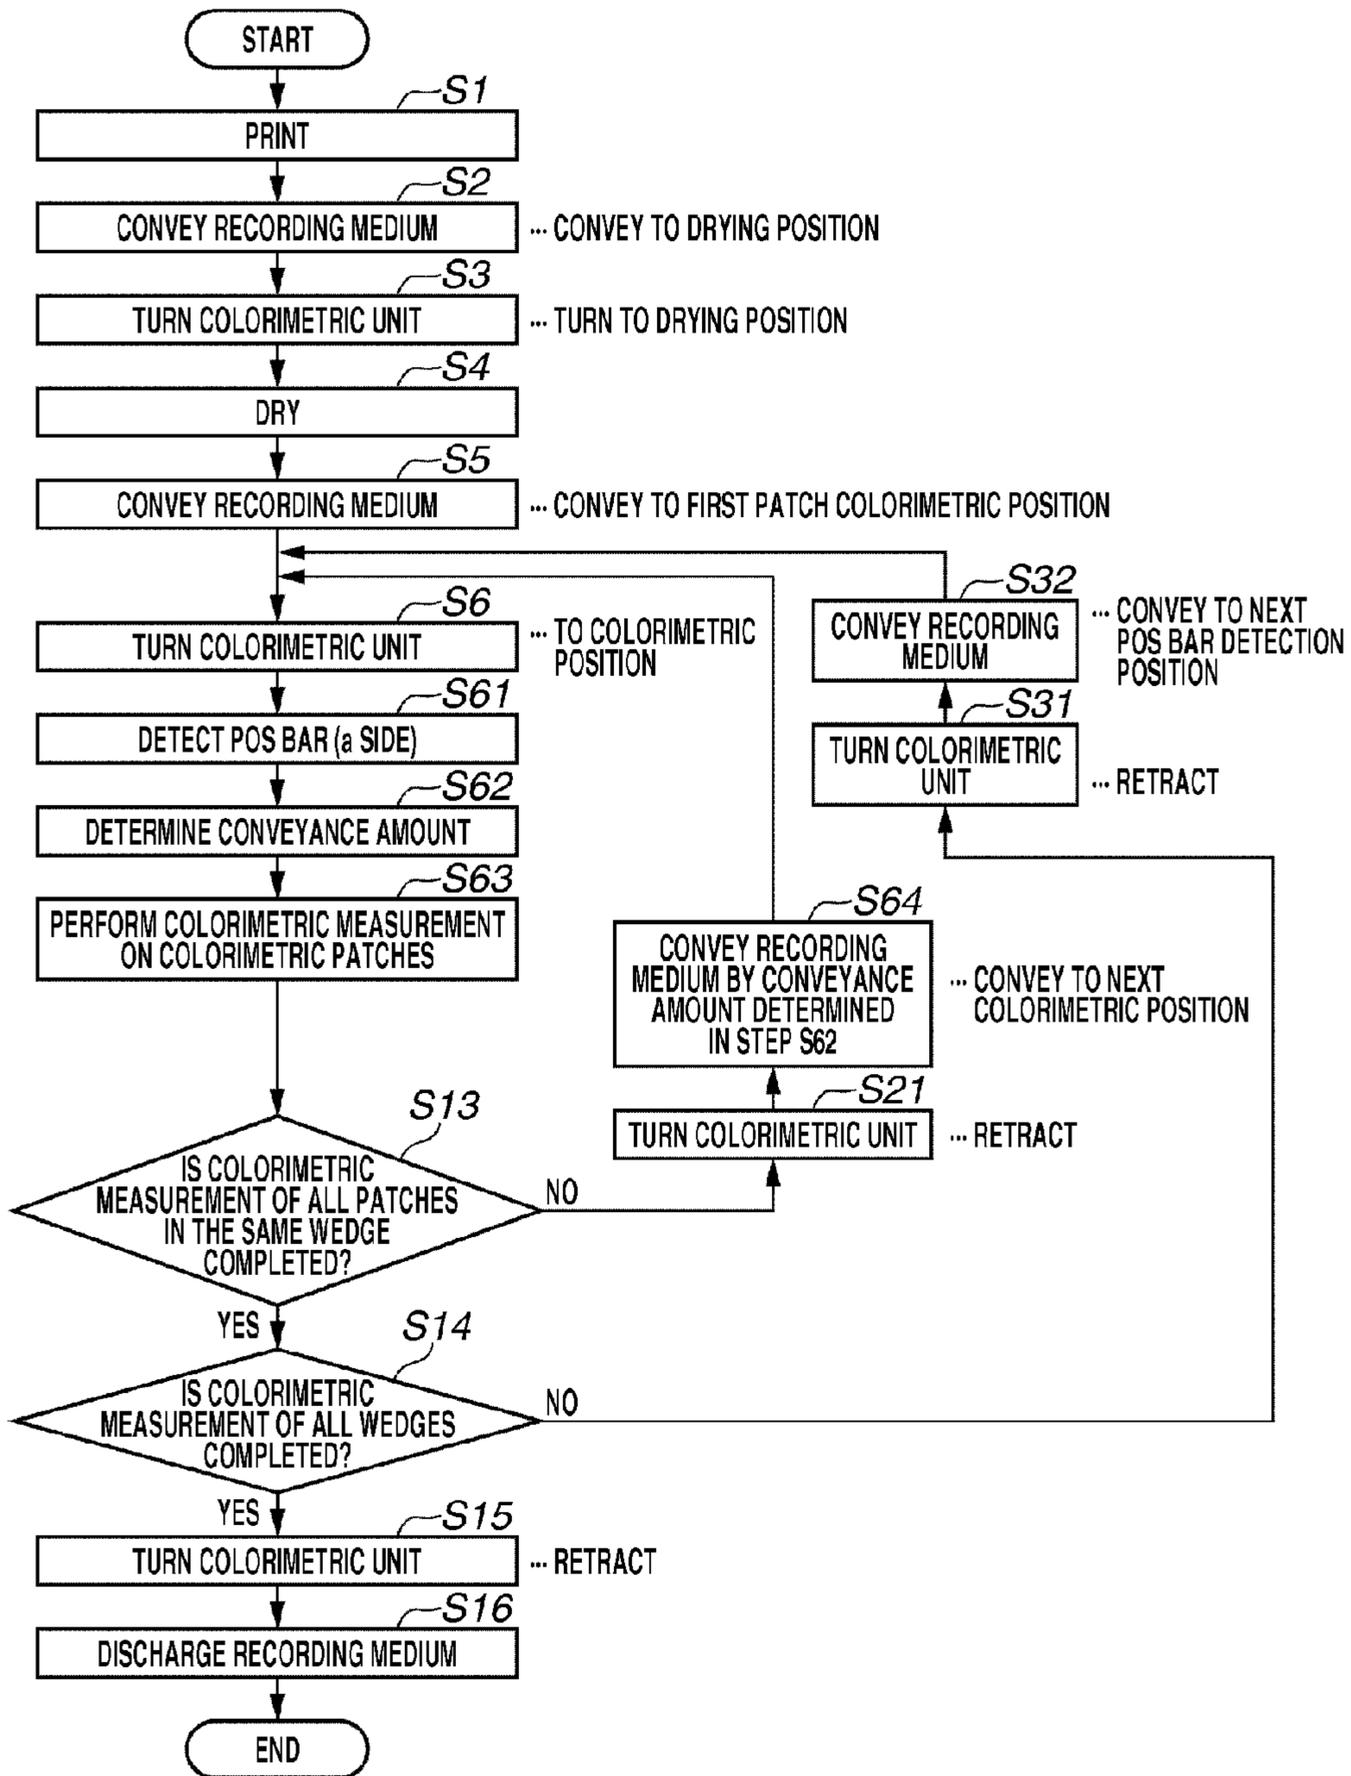 START
S1
PRINT
S2
CONVEY RECORDING MEDIUM
... CONVEY TO DRYING POSITION
S3
TURN COLORIMETRIC UNIT
... TURN TO DRYING POSITION
S4
DRY
S5
CONVEY RECORDING MEDIUM
... CONVEY TO FIRST PATCH COLORIMETRIC POSITION
S6
TURN COLORIMETRIC UNIT
... TO COLORIMETRIC
POSITION
S61
DETECT POS BAR (a SIDE)
S62
DETERMINE CONVEYANCE AMOUNT
S63
PERFORM COLORIMETRIC MEASUREMENT
ON COLORIMETRIC PATCHES
S13
IS COLORIMETRIC
MEASUREMENT OF ALL PATCHES
IN THE SAME WEDGE
COMPLETED?
NO
S21
TURN COLORIMETRIC UNIT
... RETRACT
S64
CONVEY RECORDING
MEDIUM BY CONVEYANCE
AMOUNT DETERMINED
IN STEP S62
... CONVEY TO NEXT
COLORIMETRIC POSITION
YES
S14
IS COLORIMETRIC
MEASUREMENT OF ALL WEDGES
COMPLETED?
NO
S31
TURN COLORIMETRIC
UNIT
... RETRACT
S32
CONVEY RECORDING
MEDIUM
... CONVEY TO NEXT
POS BAR DETECTION
POSITION
YES
S15
TURN COLORIMETRIC UNIT
... RETRACT
S16
DISCHARGE RECORDING MEDIUM
END